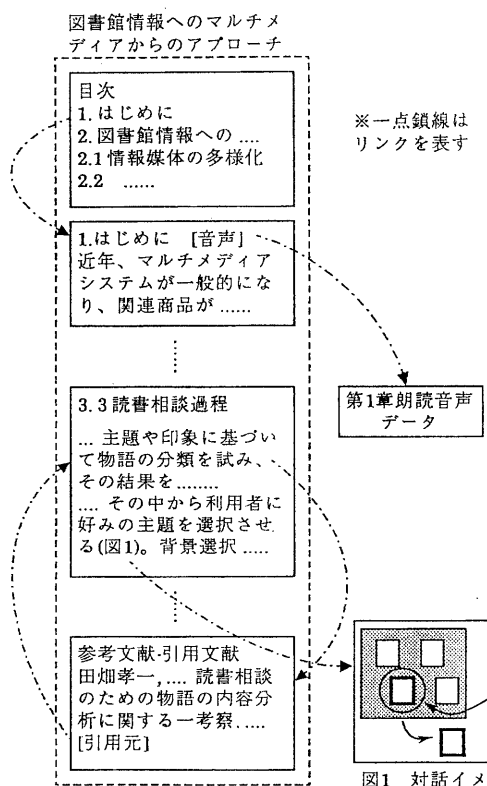 図書館情報へのマルチメ
ディアからのアプローチ
目次
1. はじめに
2. 図書館情報への ....
2.1 情報媒体の多様化
2.2 ......
※一点鎖線は
リンクを表す
1.はじめに [音声]
近年、マルチメディア
システムが一般的にな
り、関連商品が ......
3.3 読書相談過程
... 主題や印象に基づい
て物語の分類を試み、
その結果を........
.... その中から利用者に
好みの主題を選択させ
る(図1)。背景選択 .....
第1章朗読音声
データ
参考文献·引用文献
田畑孝一, .... 読書相談
のための物語の内容分
析に関する一考察. ....
[引用元]
図1 対話イメ